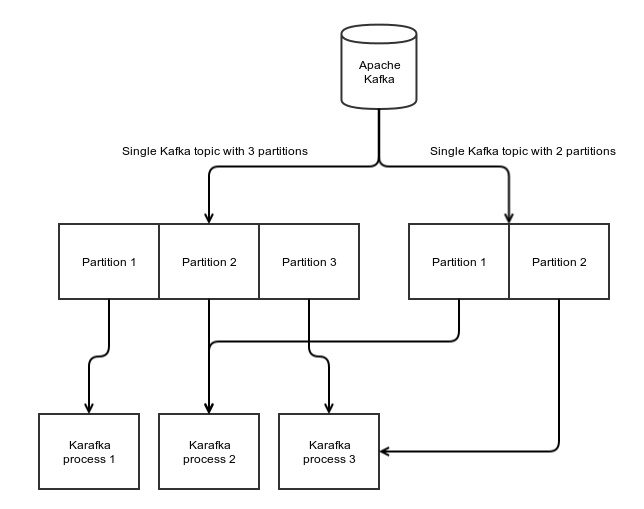 Apache
Kafka
Single Kafka topic with 3 partitions
Single Kafka topic with 2 partitions
Partition 1
Partition 2
Partition 3
Partition 1
Partition 2
Karafka
process 1
Karafka
process 2
Karafka
process 3